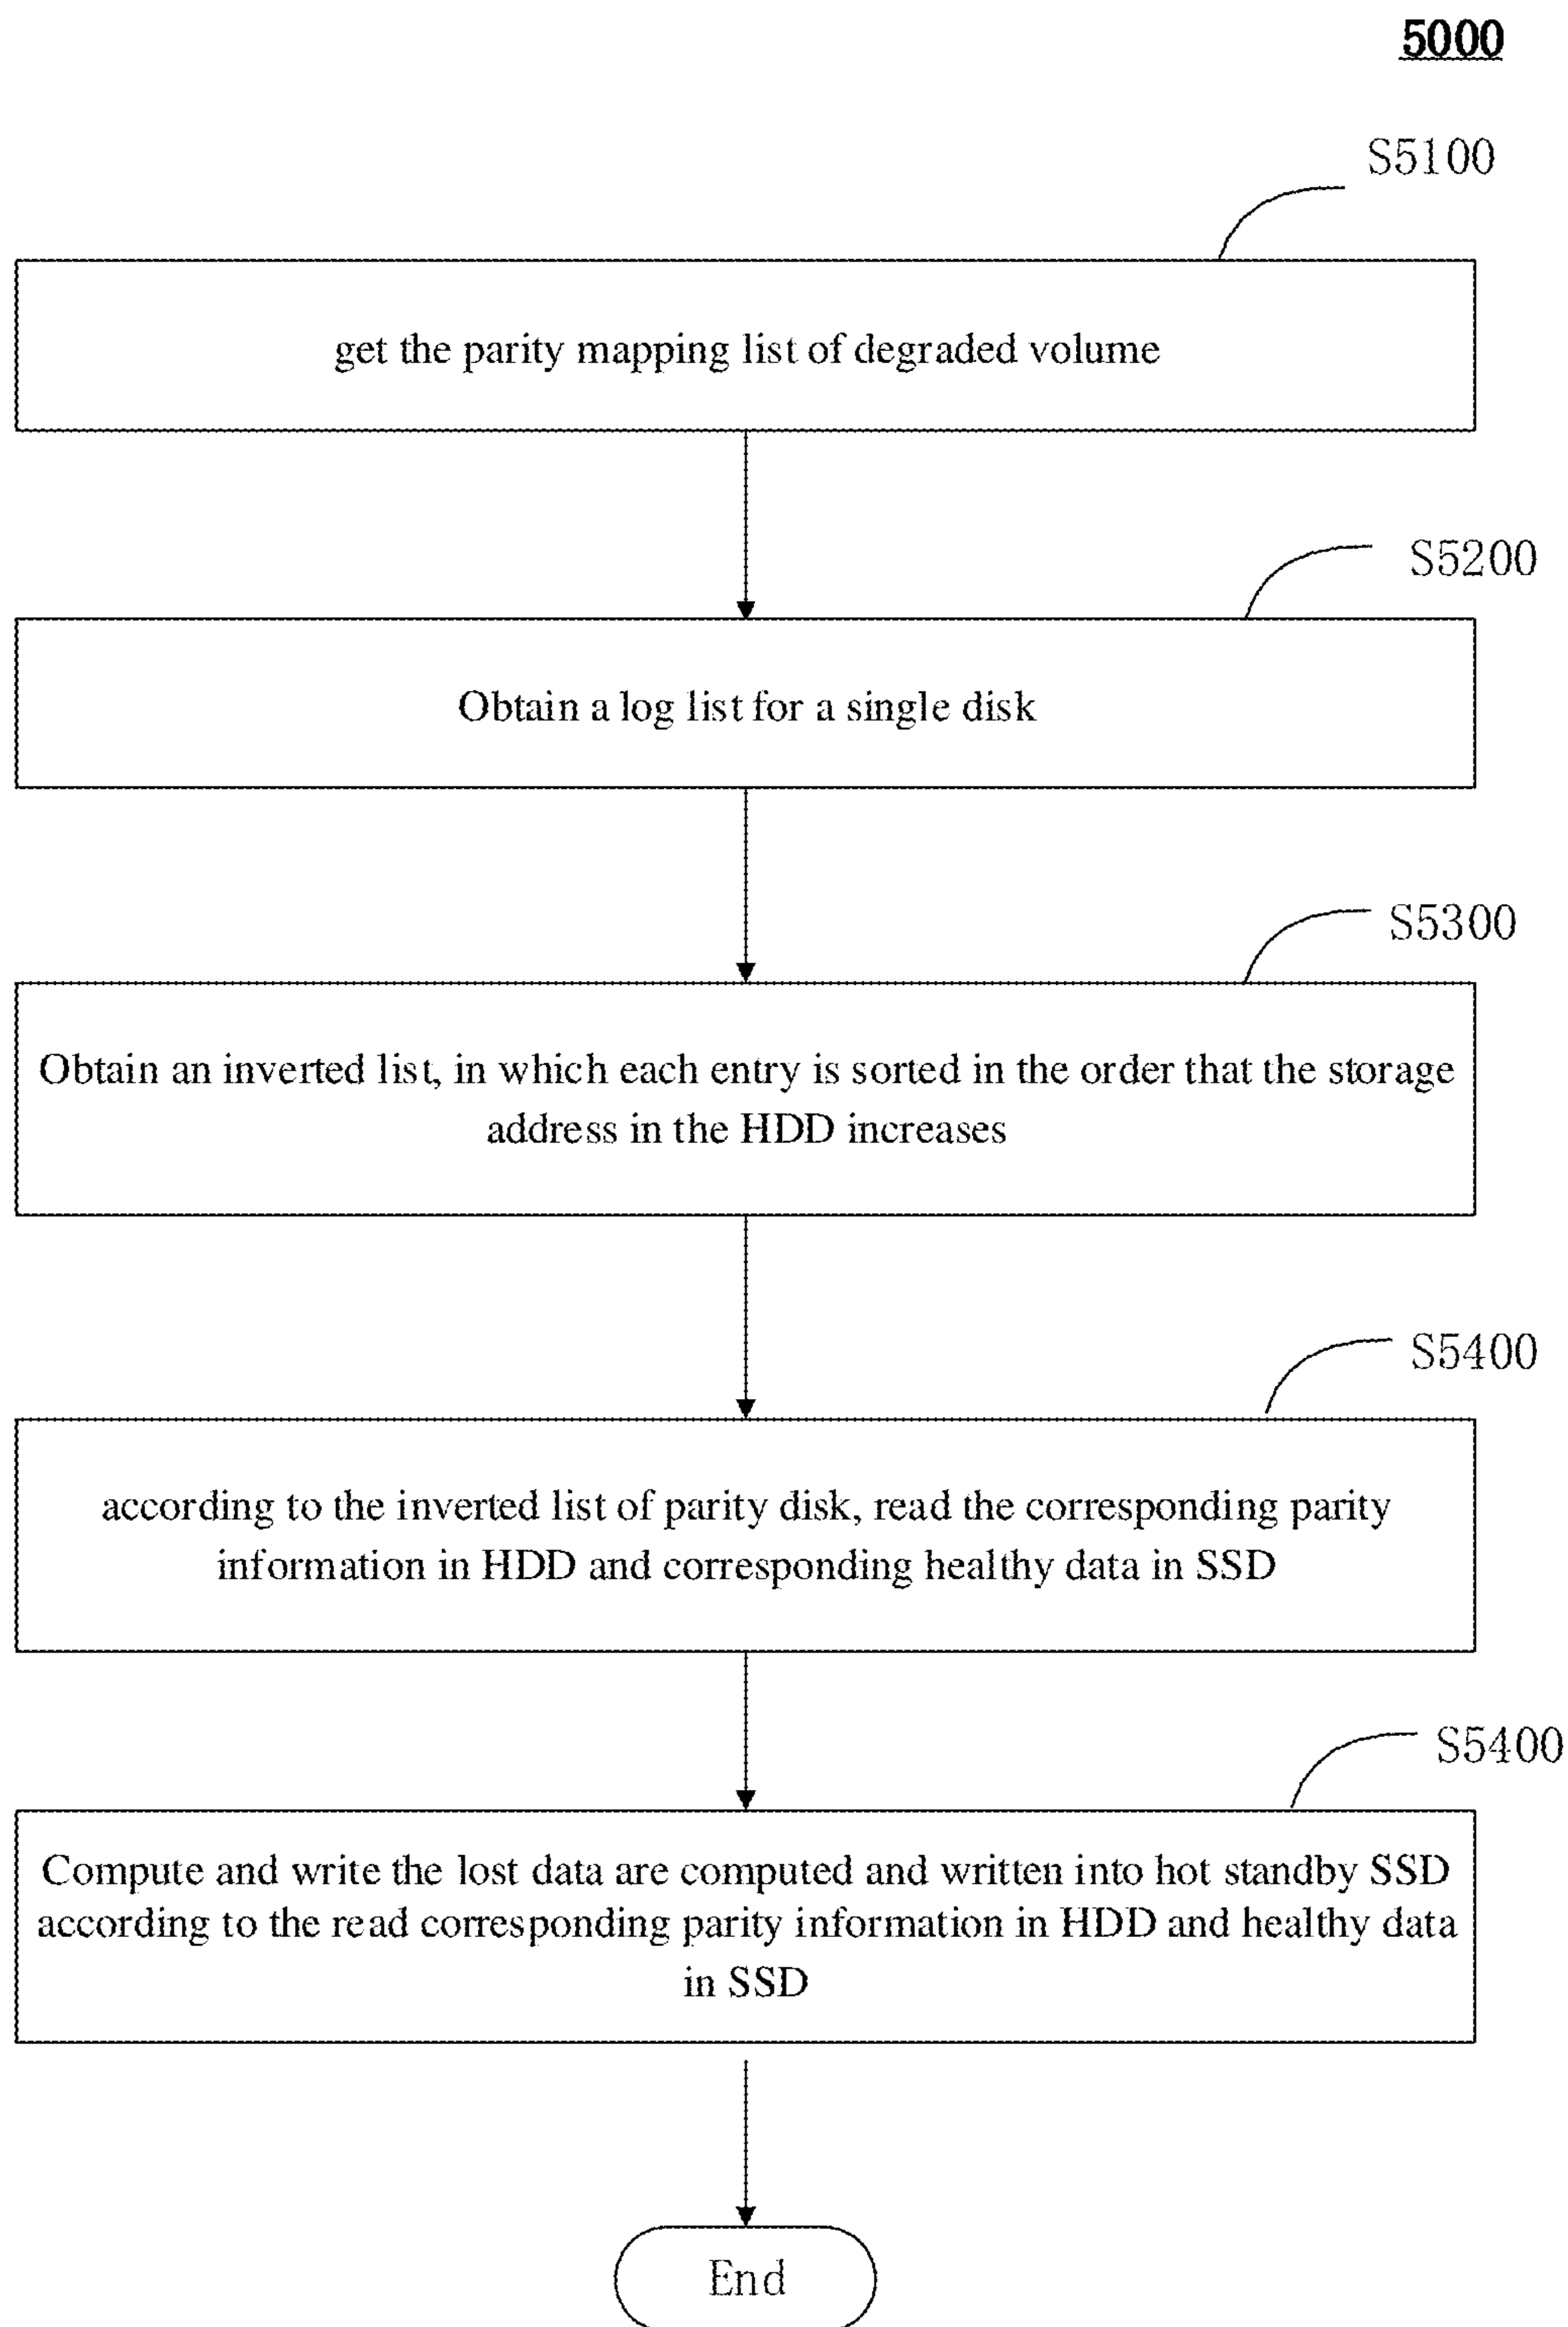 5000
S5100
get the parity mapping list of degraded volume
S5200
Obtain a log list for a single disk
S5300
Obtain an inverted list, in which each entry is sorted in the order that the storage
address in the HDD increases
S5400
according to the inverted list of parity disk, read the corresponding parity
information in HDD and corresponding healthy data in SSD
S5400
Compute and write the lost data are computed and written into hot standby SSD
according to the read corresponding parity information in HDD and healthy data
in SSD
End